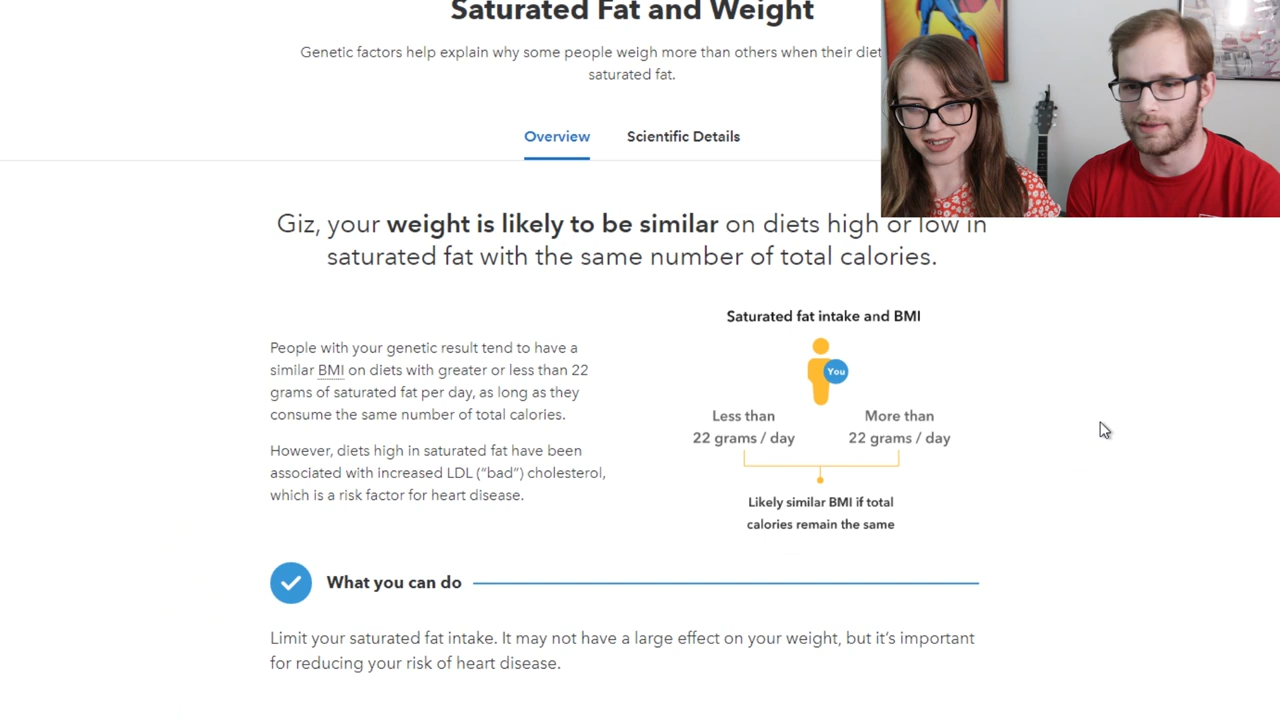 Saturated Fat and Weight
Genetic factors help explain why some people weigh more than others when their diet
saturated fat.
Overview
Scientific Details
Giz, your weight is likely to be similar on diets high or low in
saturated fat with the same number of total calories.
People with your genetic result tend to have a
similar BMI on diets with greater or less than 22
grams of saturated fat per day, as long as they
consume the same number of total calories.
However, diets high in saturated fat have been
associated with increased LDL (“bad”) cholesterol,
which is a risk factor for heart disease.
Saturated fat intake and BMI
You
Less than
22 grams / day
More than
22 grams / day
Likely similar BMI if total
calories remain the same
What you can do
Limit your saturated fat intake. It may not have a large effect on your weight, but it’s important
for reducing your risk of heart disease.